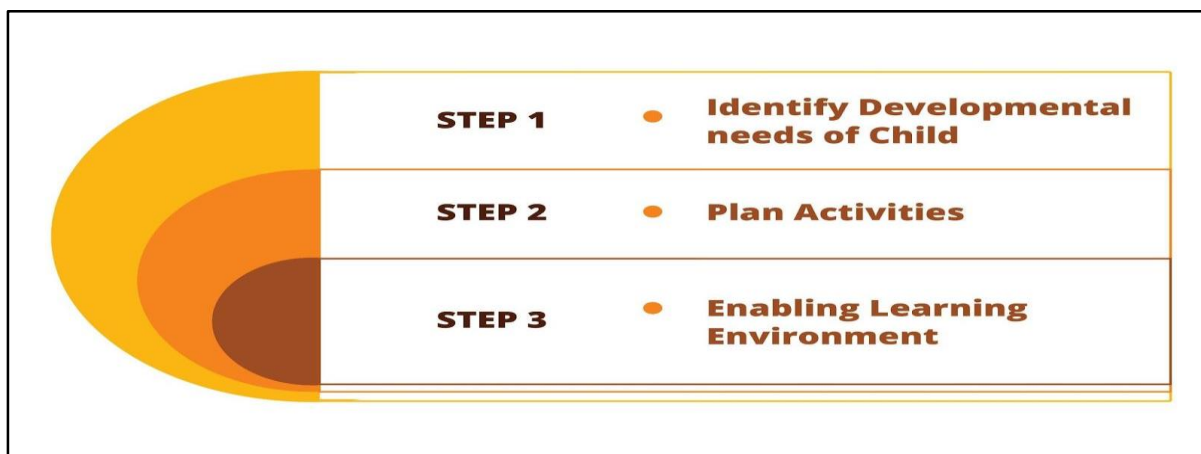 STEP 1
Identify Developmental
needs of Child
STEP 2
Plan Activities
STEP 3
Enabling Learning
Environment